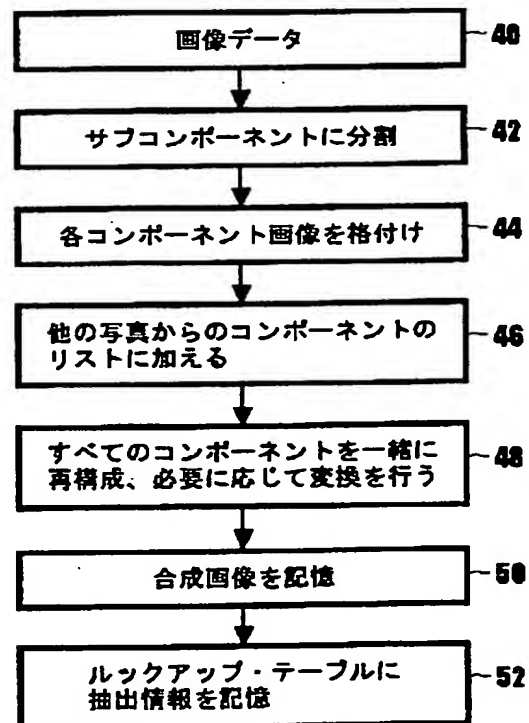 画像データ 40
サブコンポーネントに分割 42
各コンポーネント画像を格付け 44
他の写真からのコンポーネントの
リストに加える 46
すべてのコンポーネントを一緒に
再構成、必要に応じて変換を行う 48
合成画像を記憶 50
ルックアップ・テーブルに
抽出情報を記憶 52